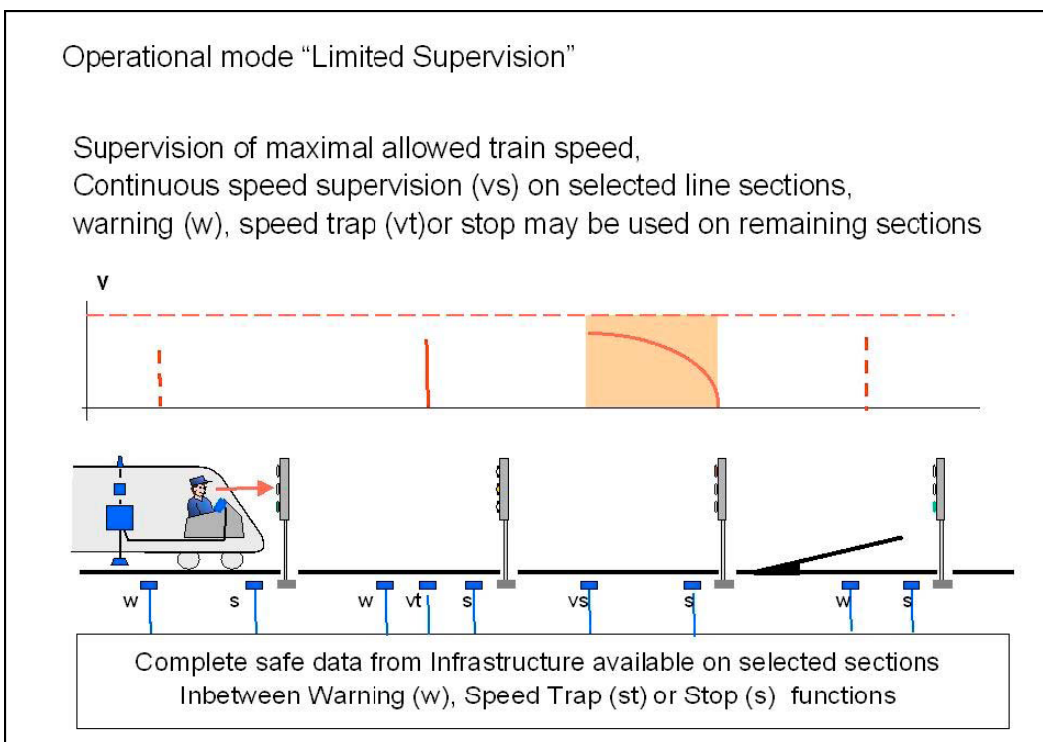 Operational mode “Limited Supervision”
Supervision of maximal allowed train speed,
Continuous speed supervision (vs) on selected line sections,
warning (w), speed trap (vt)or stop may be used on remaining sections
v
w s w vt s vs s w s
Complete safe data from Infrastructure available on selected sections
Inbetween Warning (w), Speed Trap (st) or Stop (s) functions